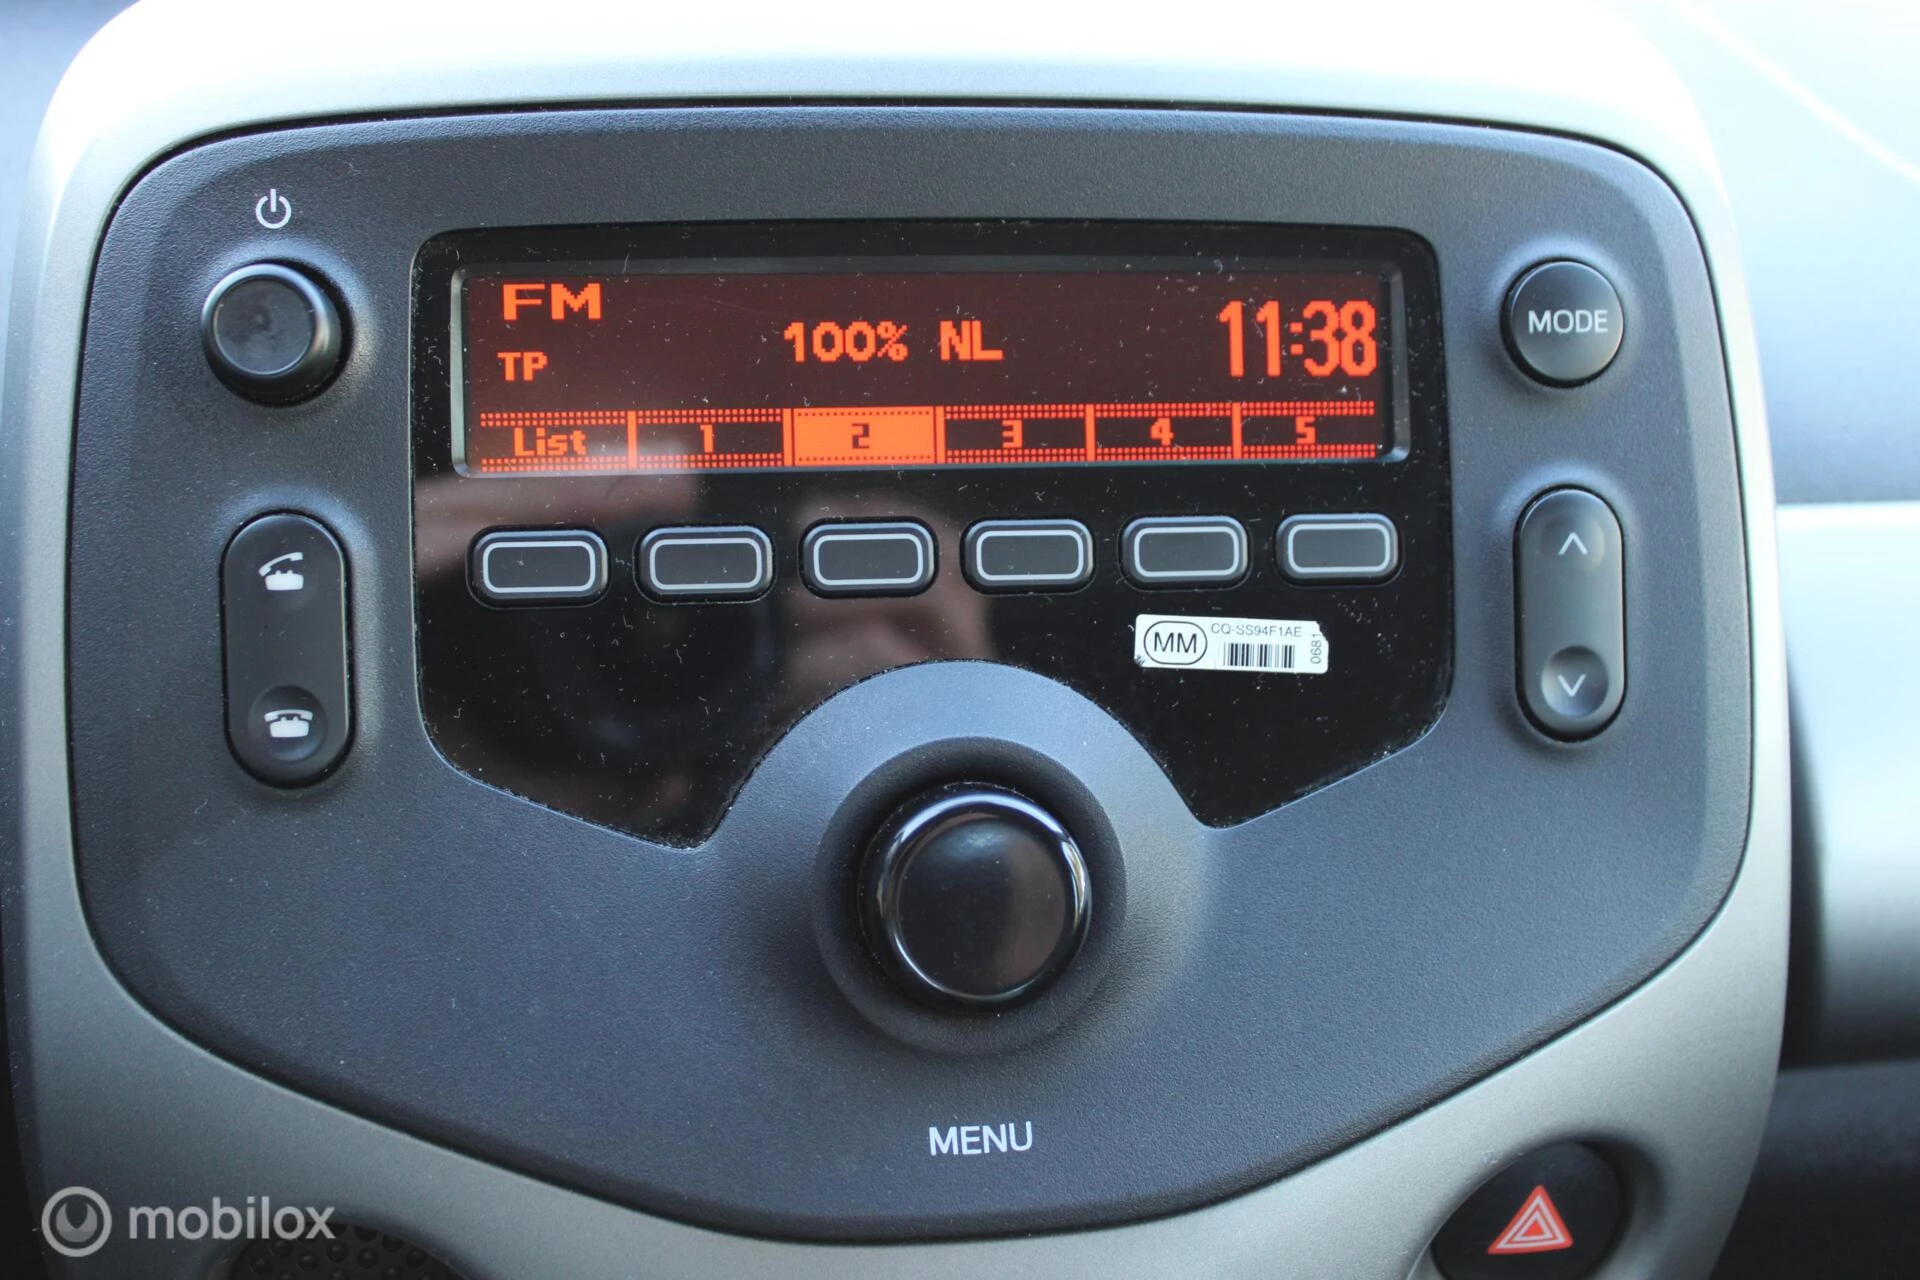 FM
TP
100% NL
11:38
List 1 2 3 4 5
MODE
MM
CQ-SS94F1AE
0681
MENU
mobilox